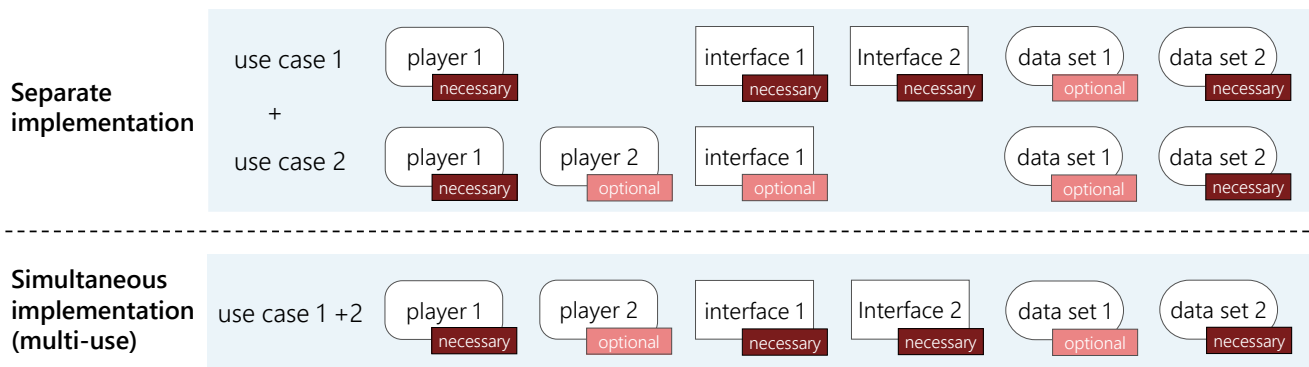 Separate
implementation
use case 1
player 1
necessary
interface 1
necessary
Interface 2
necessary
data set 1
optional
data set 2
necessary
+
use case 2
player 1
necessary
player 2
optional
interface 1
optional
data set 1
optional
data set 2
necessary
Simultaneous
implementation
(multi-use)
use case 1 +2
player 1
necessary
player 2
optional
interface 1
necessary
Interface 2
necessary
data set 1
optional
data set 2
necessary